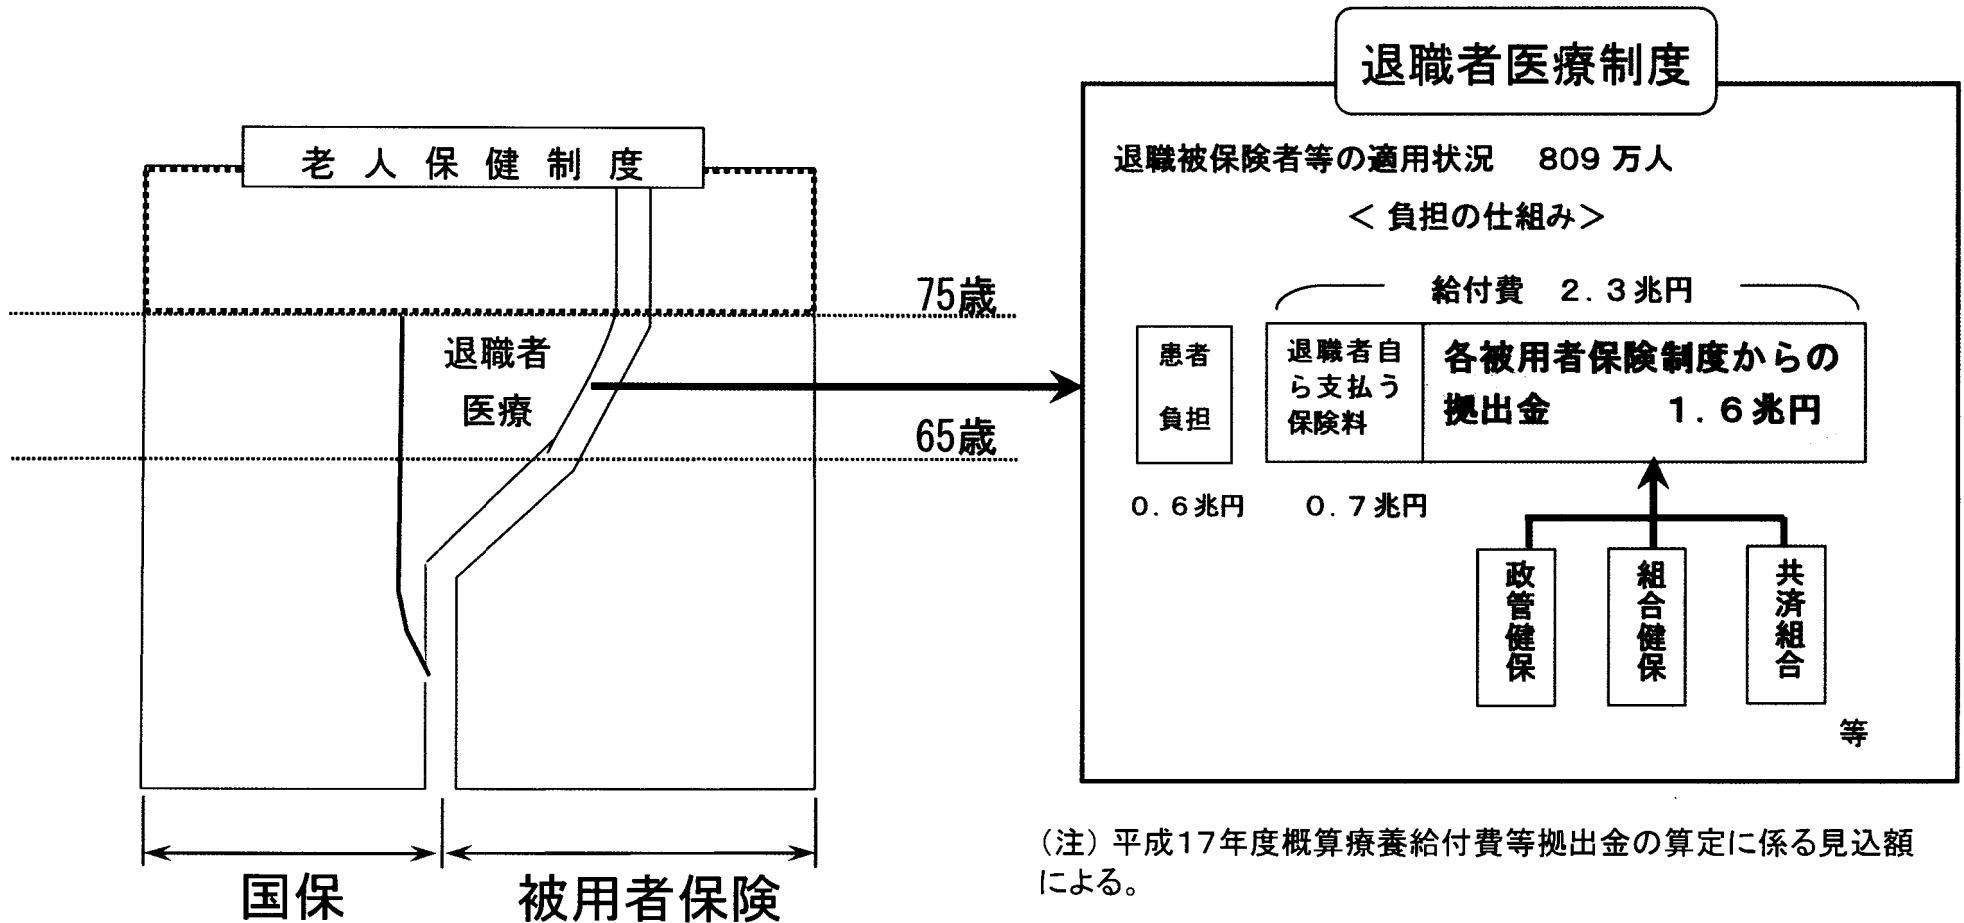 退職者医療制度
老人保健制度
退職被保険者等の適用状況　809 万人
＜ 負担の仕組み＞
75歳
給付費　2.3兆円
退職者
医療
患者
負担
退職者自
ら支払う
保険料
各被用者保険制度からの
拠出金　1.6兆円
65歳
0.6兆円
0.7兆円
政管健保
組合健保
共済組合
等
(注) 平成17年度概算療養給付費等拠出金の算定に係る見込額
による。
国保
被用者保険